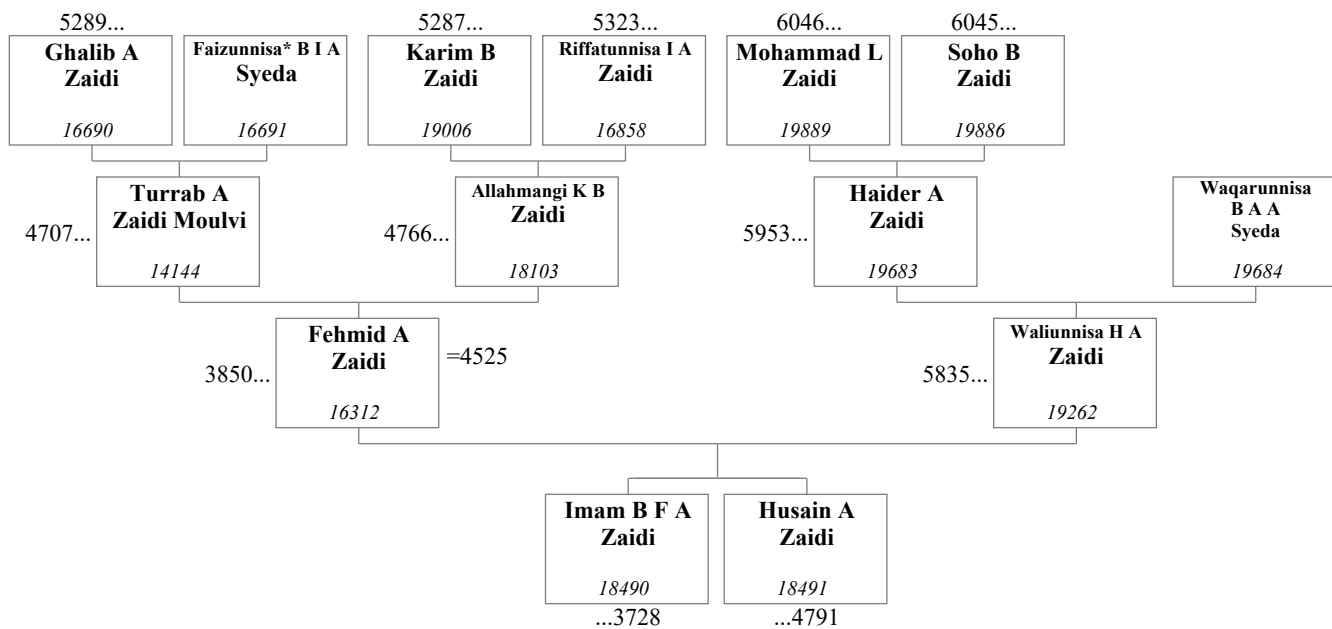 5289...
5287...
5323...
6046...
6045...
Ghalib A
Zaidi
16690
Faizunnisa* B I A
Syeda
16691
Karim B
Zaidi
19006
Riffatunnisa I A
Zaidi
16858
Mohammad L
Zaidi
19889
Soho B
Zaidi
19886
4707...
Turrab A
Zaidi Moulvi
14144
4766...
Allahmangi K B
Zaidi
18103
5953...
Haider A
Zaidi
19683
Waqarunnisa
B A A
Syeda
19684
3850...
Fehmid A
Zaidi
16312
=4525
5835...
Waliunnisa H A
Zaidi
19262
Imam B F A
Zaidi
18490
...3728
Husain A
Zaidi
18491
...4791